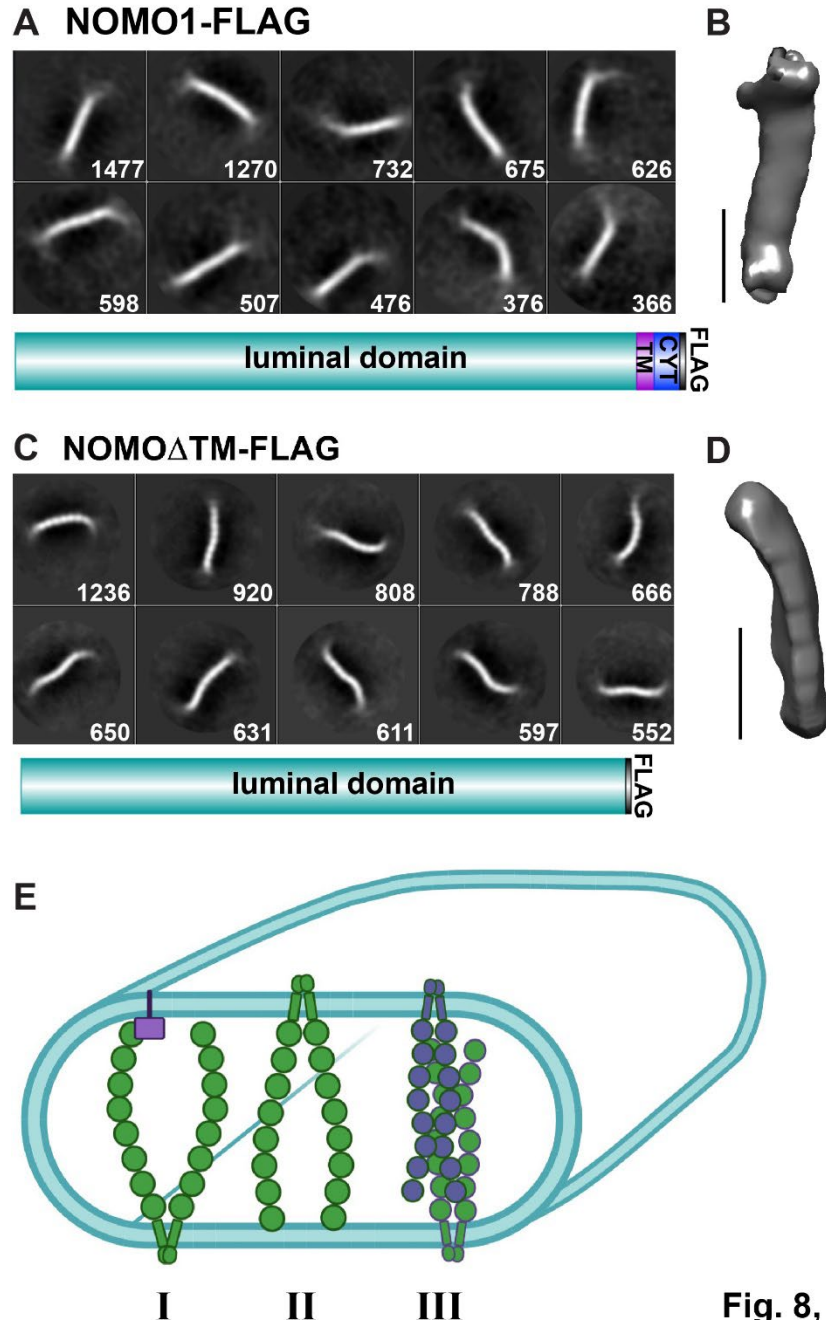 A NOMO1-FLAG
B
1477 1270 732 675 626
598 507 476 376 366
luminal domain TM CYT FLAG
C NOMOΔTM-FLAG
D
1236 920 808 788 666
650 631 611 597 552
luminal domain FLAG
E
I II III
Fig. 8,